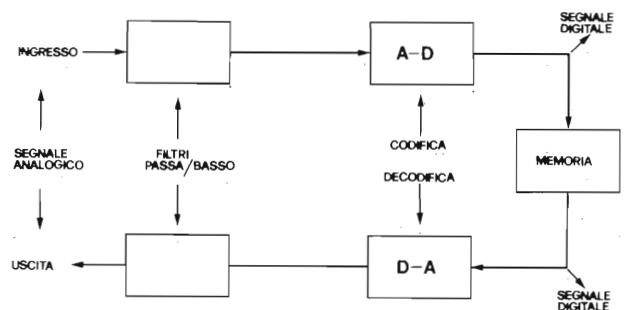 SEGNALE
DIGITALE
INGRESSO
A-D
SEGNALE
ANALOGICO
FILTRI
PASSA/BASSO
CODIFICA
DECODIFICA
MEMORIA
USCITA
D-A
SEGNALE
DIGITALE